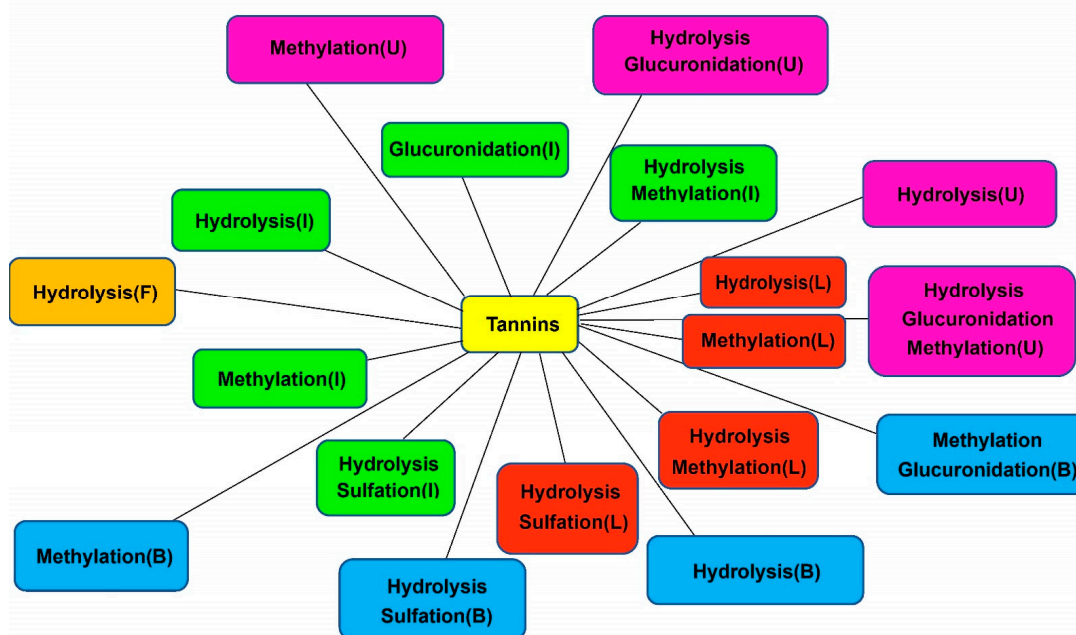 Methylation(U)
Hydrolysis
Glucuronidation(U)
Glucuronidation(I)
Hydrolysis
Methylation(I)
Hydrolysis(U)
Hydrolysis(I)
Hydrolysis(F)
Hydrolysis(L)
Hydrolysis
Glucuronidation
Methylation(U)
Tannins
Methylation(L)
Methylation(I)
Hydrolysis
Methylation(L)
Methylation
Glucuronidation(B)
Hydrolysis
Sulfation(I)
Hydrolysis
Sulfation(L)
Methylation(B)
Hydrolysis
Sulfation(B)
Hydrolysis(B)